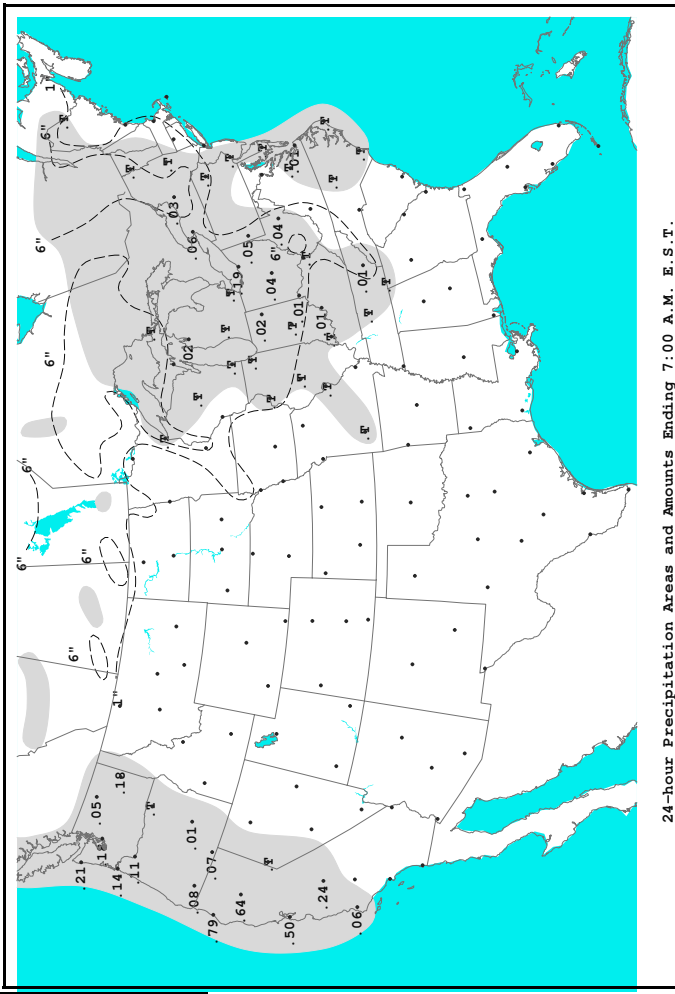 6"
6"
6"
6"
6"
1"
T
6"
.21
6"
.05
.14
1"
.18
T
.11
T
T
T
T
.03
.02
.01
.06
.08
T
T
.07
.79
T
T
T
T
.19
.64
.05
T
.02
T
T
T
.04
6"
.04
T
.50
T
.01
.01
T
T
.01
.24
T
T
T
T
.06
T
.01
T
T
T
24-hour Precipitation Areas and Amounts Ending 7:00 A.M. E.S.T.